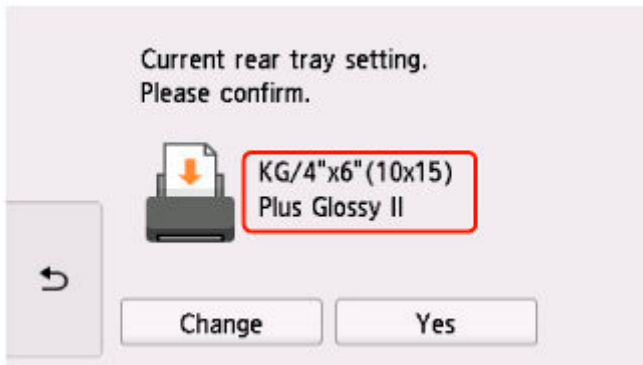 Current rear tray setting.
Please confirm.
KG/4"x6"(10x15)
Plus Glossy II
Change
Yes